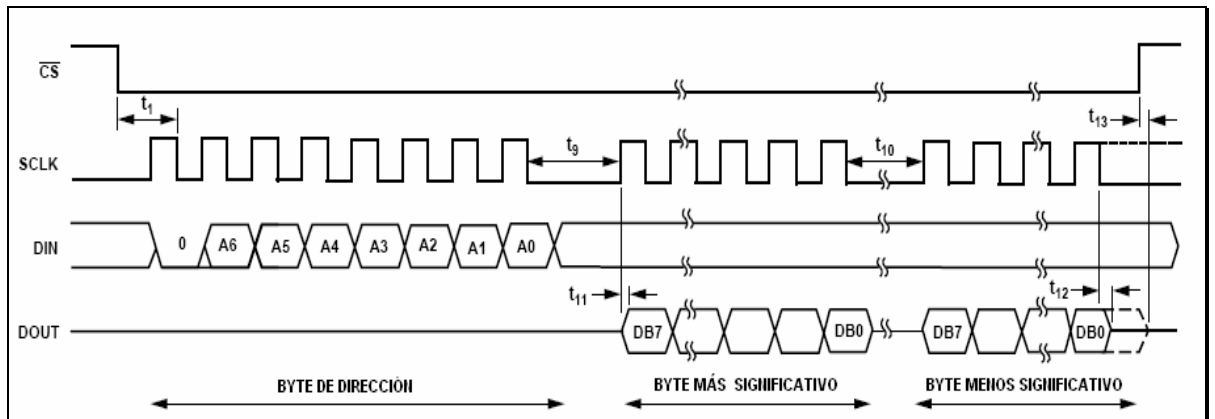 CS
t1
t13
SCLK
t9
t10
DIN
0 A6 A5 A4 A3 A2 A1 A0
t11
t12
DOUT
DB7 DB0 DB7 DB0
BYTE DE DIRECCIÒN BYTE MÁS SIGNIFICATIVO BYTE MENOS SIGNIFICATIVO